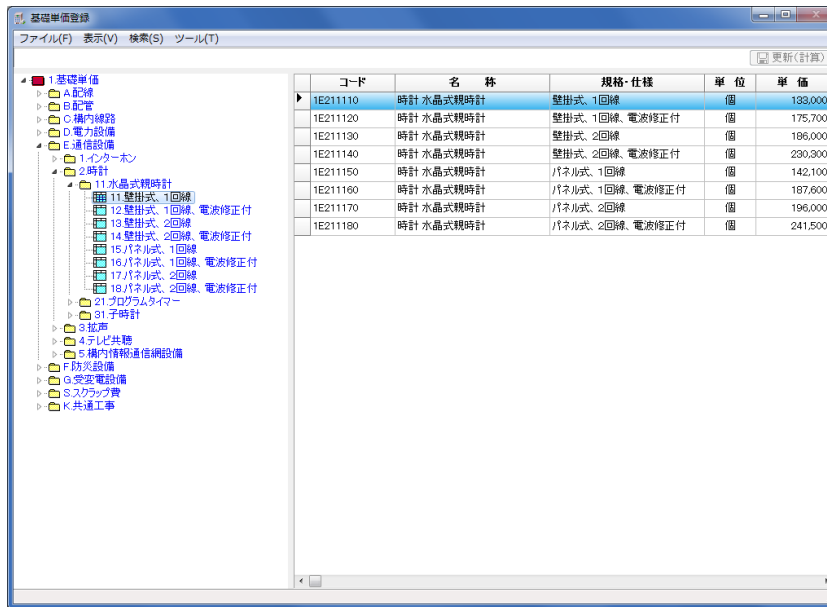 基礎単価登録
ファイル(F) 表示(V) 検索(S) ツール(T)
更新(計算)
1.基礎単価
A.配線
B.配管
C.構内線路
D.電力設備
E.通信設備
1.インターホン
2.時計
11.水晶式親時計
11.壁掛式、1回線
12.壁掛式、1回線、電波修正付
13.壁掛式、2回線
14.壁掛式、2回線、電波修正付
15.パネル式、1回線
16.パネル式、1回線、電波修正付
17.パネル式、2回線
18.パネル式、2回線、電波修正付
21.プログラムタイマー
31.子時計
3.拡声
4.テレビ共聴
5.構内情報通信網設備
F.防災設備
G.受変電設備
S.スクラップ費
K.共通工事
コード 名 称 規格・仕様 単 位 単 価
1E211110 時計 水晶式親時計 壁掛式、1回線 個 133,000
1E211120 時計 水晶式親時計 壁掛式、1回線、電波修正付 個 175,700
1E211130 時計 水晶式親時計 壁掛式、2回線 個 186,000
1E211140 時計 水晶式親時計 壁掛式、2回線、電波修正付 個 230,300
1E211150 時計 水晶式親時計 パネル式、1回線 個 142,100
1E211160 時計 水晶式親時計 パネル式、1回線、電波修正付 個 187,600
1E211170 時計 水晶式親時計 パネル式、2回線 個 196,000
1E211180 時計 水晶式親時計 パネル式、2回線、電波修正付 個 241,500